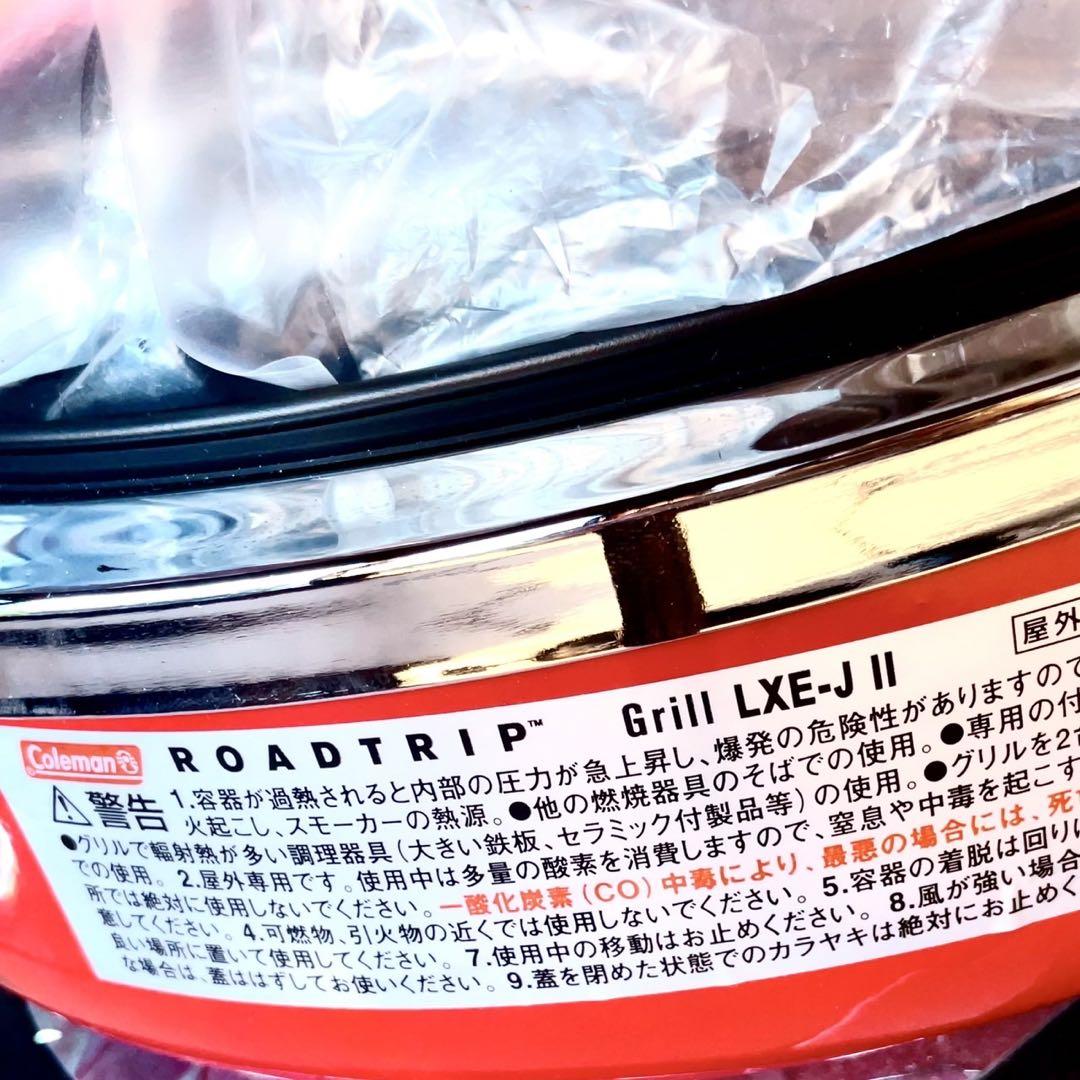 屋外
Coleman ROADTRIP™ Grill LXE-J II
警告 1.容器が過熱されると内部の圧力が急上昇し、爆発の危険性がありますので
火起こし、スモーカーの熱源。●他の燃焼器具のそばでの使用。●専用の付
●グリルで輻射熱が多い調理器具(大きい鉄板、セラミック付製品等)の使用。●グリルを2台
での使用。2.屋外専用です。使用中は多量の酸素を消費しますので、窒息や中毒を起こす
所では絶対に使用しないでください。一酸化炭素(CO)中毒により、最悪の場合には、死
難してください。4.可燃物、引火物の近くでは使用しないでください。5.容器の着脱は回り
良い場所に置いて使用してください。7.使用中の移動はお止めください。8.風が強い場合
な場合は、蓋ははずしてお使いください。9.蓋を閉めた状態でのカラヤキは絶対にお止めく